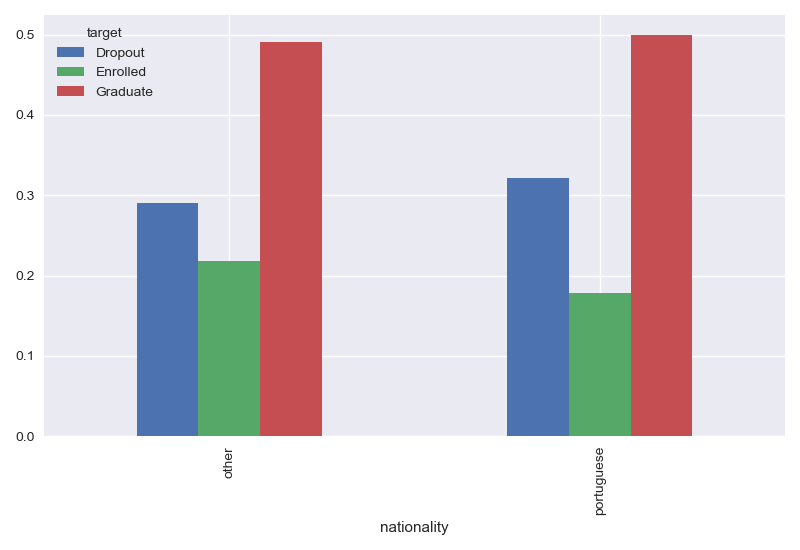 target
Dropout
Enrolled
Graduate
0.5
0.4
0.3
0.2
0.1
0.0
other
portuguese
nationality